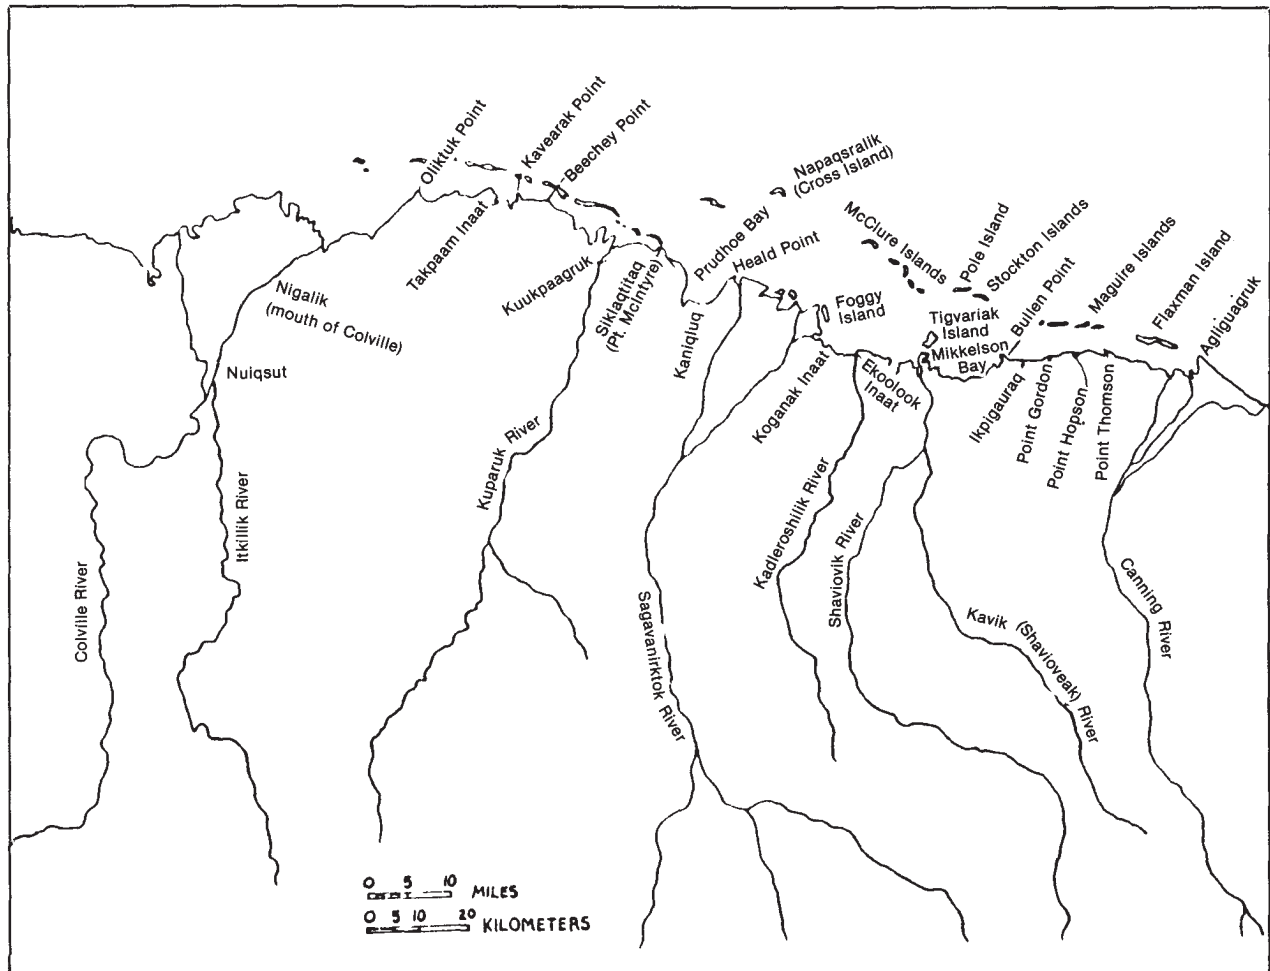 Oliktuk Point
Kavearak Point
Beechey Point
Napaqsralik
(Cross Island)
Takpaam Inaat
Kuukpaagruk
Siklaqtitaq
(Pt. McIntyre)
Prudhoe Bay
Heald Point
McClure Islands
Pole Island
Stockton Islands
Bullen Point
Maguire Islands
Flaxman Island
Agliguagruk
Nigalik
(mouth of Colville)
Nuiqsut
Kaniqluq
Foggy
Island
Tigvariak
Island
Mikkelson
Bay
Koganak Inaat
Ekoolook
Inaat
Ikpigauraq
Point Gordon
Point Hopson
Point Thomson
Colville River
Itkillik River
Kuparuk River
Sagavanirktok River
Kadleroshilik River
Shaviovik River
Kavik (Shavioveak) River
Canning River
0 5 10 MILES
0 5 10 20 KILOMETERS